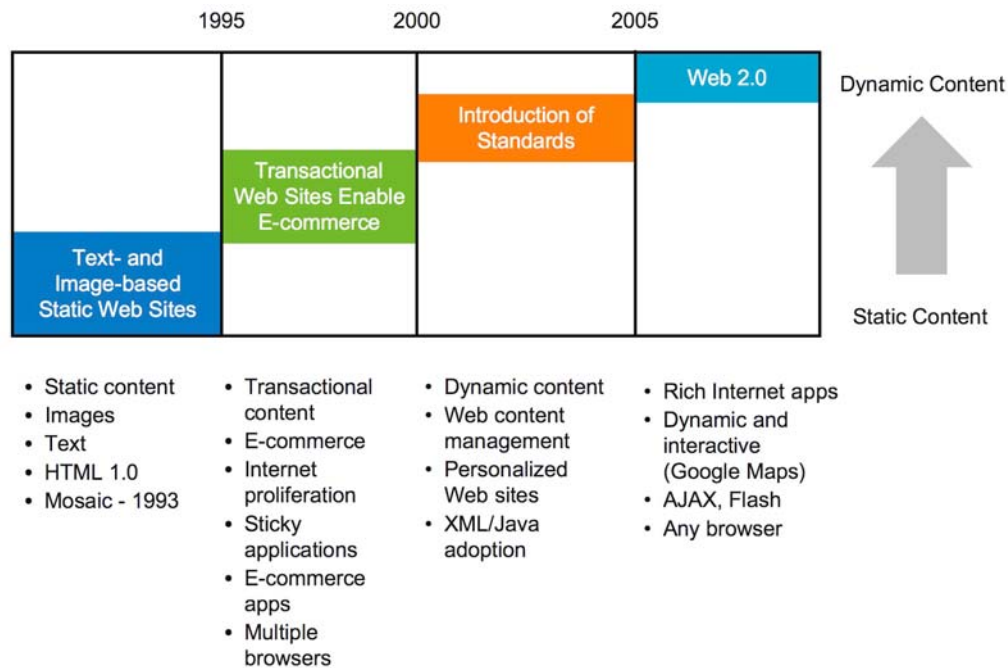 1995
2000
2005
Text- and
Image-based
Static Web Sites
Transactional
Web Sites Enable
E-commerce
Introduction of
Standards
Web 2.0
Dynamic Content
Static Content
• Static content
• Images
• Text
• HTML 1.0
• Mosaic - 1993
• Transactional
content
• E-commerce
• Internet
proliferation
• Sticky
applications
• E-commerce
apps
• Multiple
browsers
• Dynamic content
• Web content
management
• Personalized
Web sites
• XML/Java
adoption
• Rich Internet apps
• Dynamic and
interactive
(Google Maps)
• AJAX, Flash
• Any browser